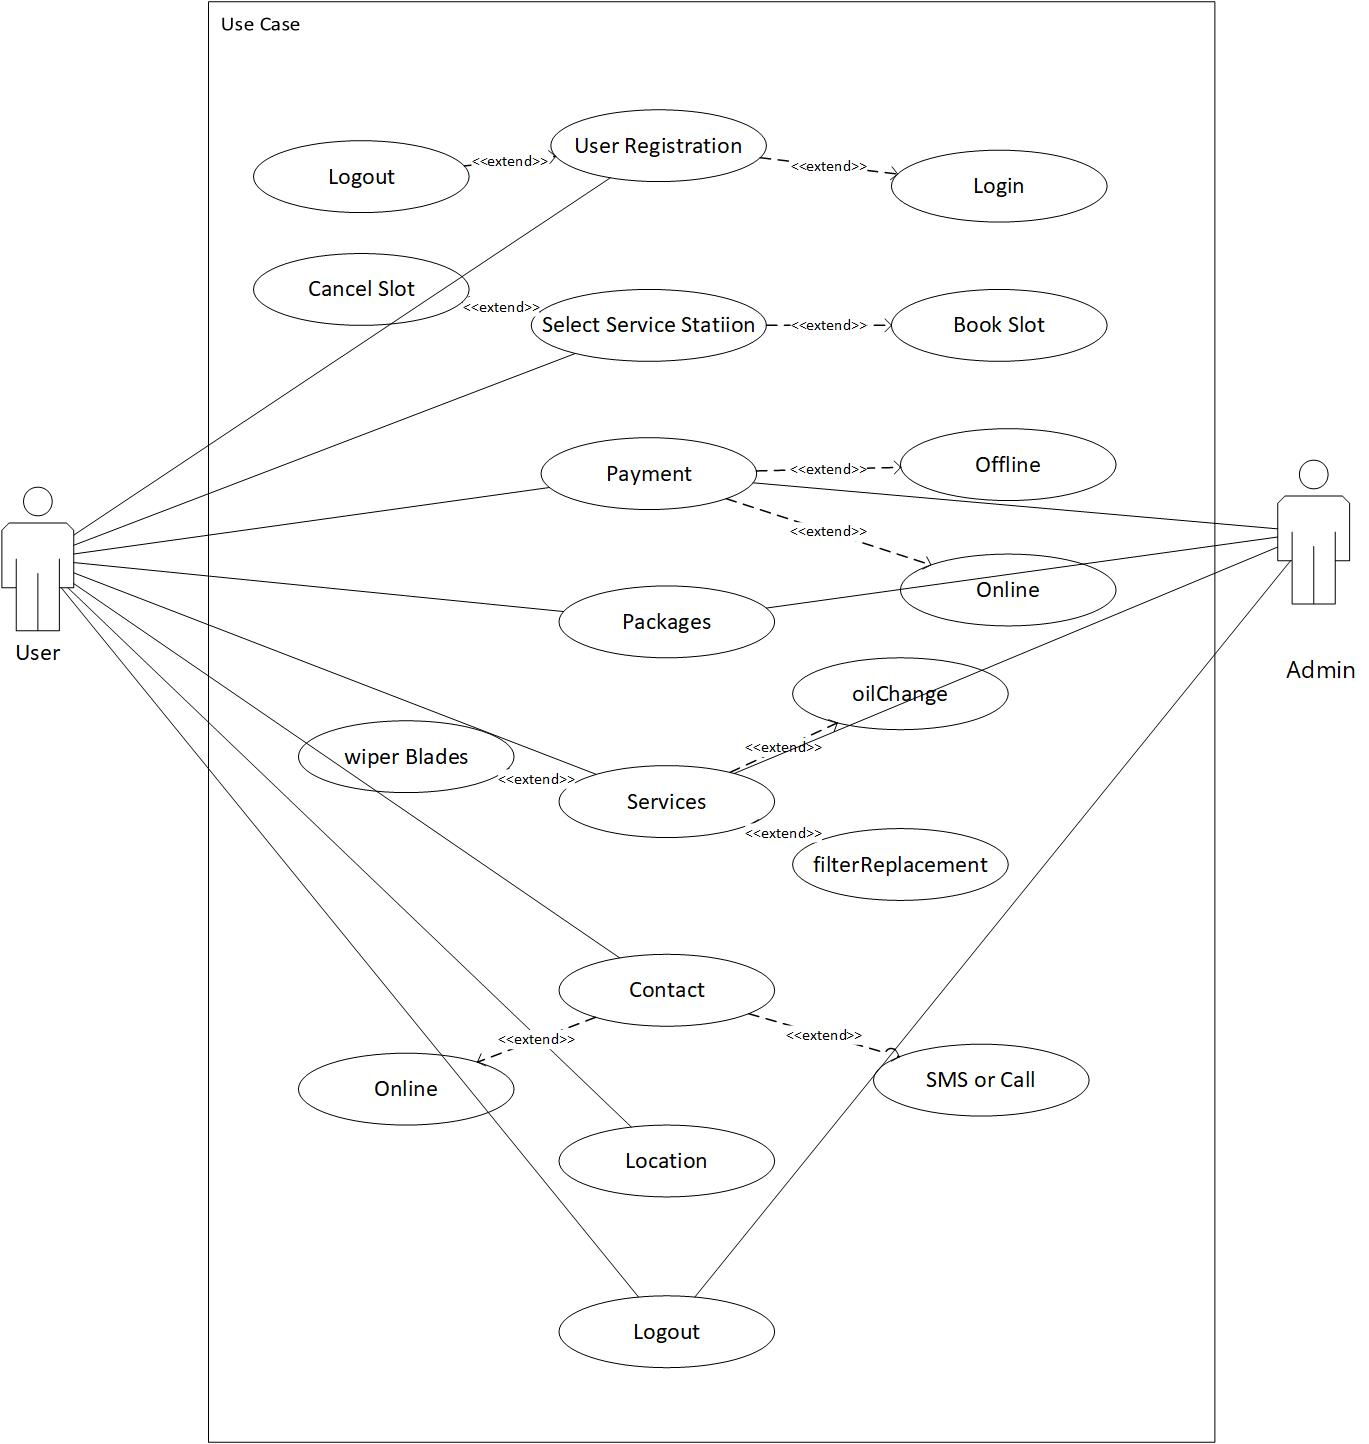 Use Case
User Registration
<<extend>>
<<extend>>
Logout
Login
Cancel Slot
<<extend>>
Select Service Statiion
<<extend>>
Book Slot
Payment
<<extend>>
Offline
<<extend>>
Online
Packages
User
Admin
oilChange
<<extend>>
wiper Blades
<<extend>>
Services
<<extend>>
filterReplacement
Contact
<<extend>>
<<extend>>
Online
SMS or Call
Location
Logout